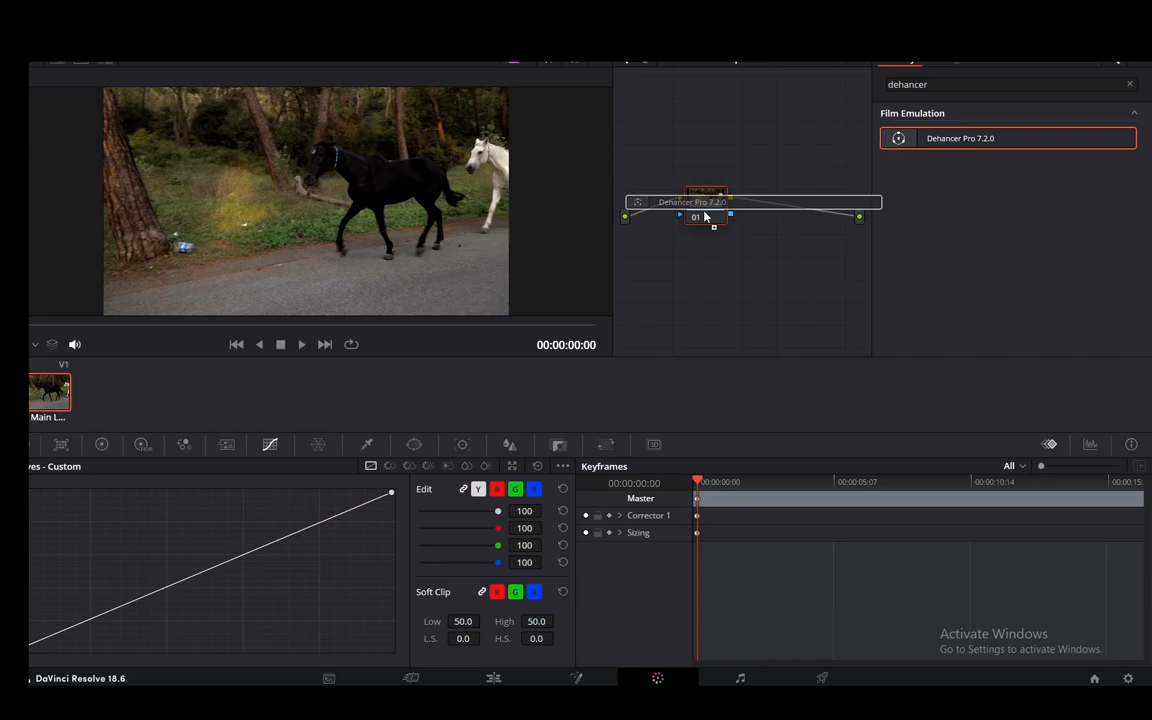 dehancer
Film Emulation
Dehancer Pro 7.2.0
Dehancer Pro 7.2.0
01
00:00:00:00
V1
Main L...
ves - Custom
Edit
Y R G B
100
100
100
100
Soft Clip
R G B
Low 50.0 High 50.0
L.S. 0.0 H.S. 0.0
Keyframes
All
00:00:00:00
00:00:00:00
00:00:05:07
00:00:10:14
00:00:15:
Master
Corrector 1
Sizing
Activate Windows
Go to Settings to activate Windows.
DaVinci Resolve 18.6